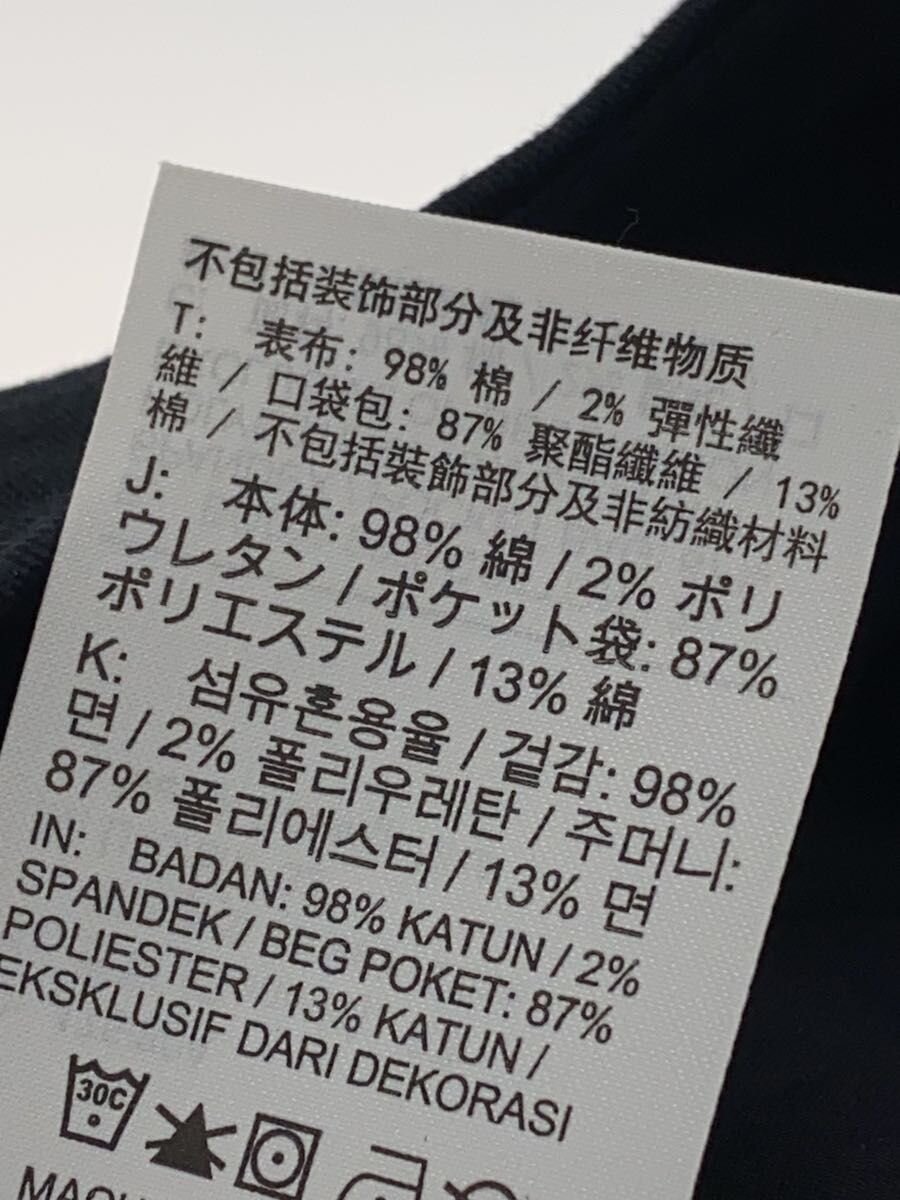 不包括装饰部分及非纤维物质
T: 表布: 98% 棉 / 2% 彈性纖
維 / 口袋包: 87% 聚酯纖維 / 13%
棉 / 不包括裝飾部分及非紡織材料
J: 本体: 98% 綿 / 2% ポリ
ウレタン / ポケット袋: 87%
ポリエステル / 13% 綿
K: 섬유혼용율 / 겉감: 98%
면 / 2% 폴리우레탄 / 주머니:
87% 폴리에스터 / 13% 면
IN: BADAN: 98% KATUN / 2%
SPANDEK / BEG POKET: 87%
POLIESTER / 13% KATUN /
EKSKLUSIF DARI DEKORASI
30C